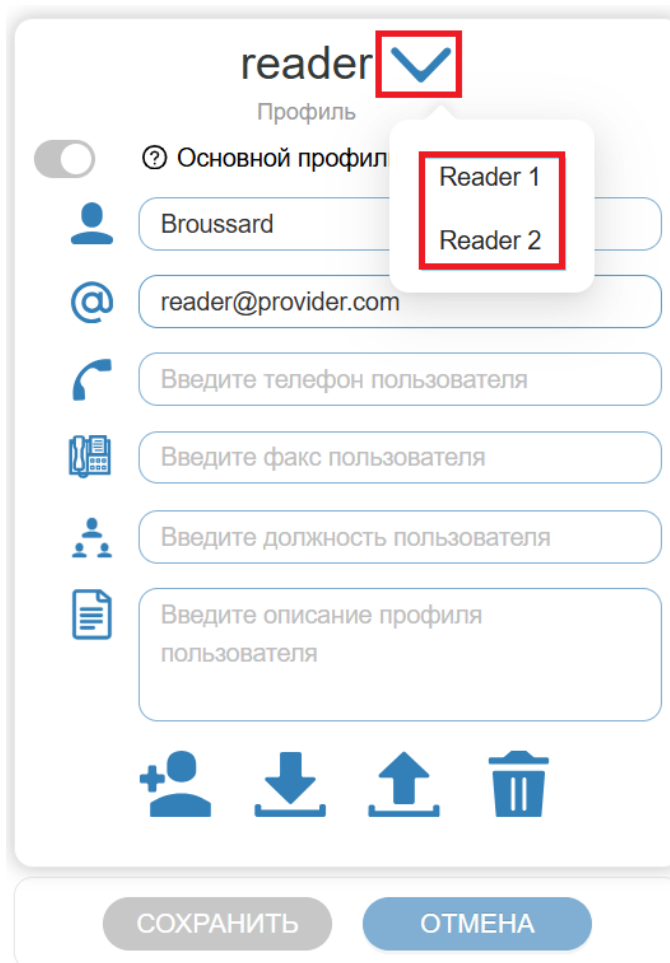 reader
Профиль
Основной профил
Reader 1
Reader 2
Broussard
reader@provider.com
Введите телефон пользователя
Введите факс пользователя
Введите должность пользователя
Введите описание профиля
пользователя
СОХРАНИТЬ
ОТМЕНА